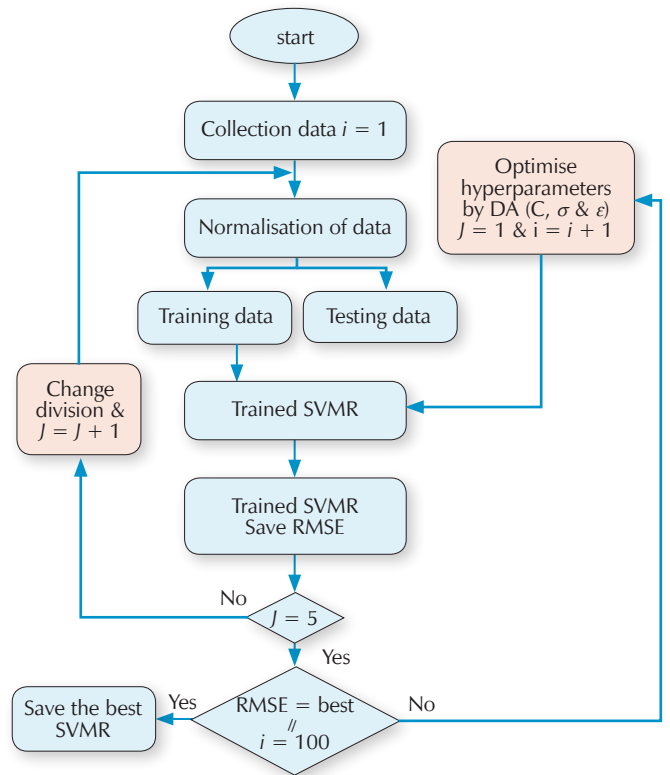 start
Collection data i = 1
Optimise
hyperparameters
by DA (C, σ & ε)
J = 1 & i = i + 1
Normalisation of data
Training data
Testing data
Change
division &
J = J + 1
Trained SVMR
Trained SVMR
Save RMSE
No
J = 5
Yes
Save the best
SVMR
Yes
RMSE = best
//
i = 100
No